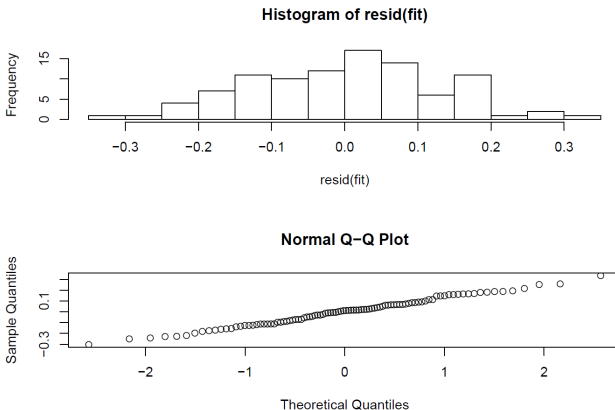 Histogram of resid(fit)
Frequency
15
5
0
−0.3 −0.2 −0.1 0.0 0.1 0.2 0.3
resid(fit)
Normal Q−Q Plot
Sample Quantiles
0.1
−0.3
−2 −1 0 1 2
Theoretical Quantiles